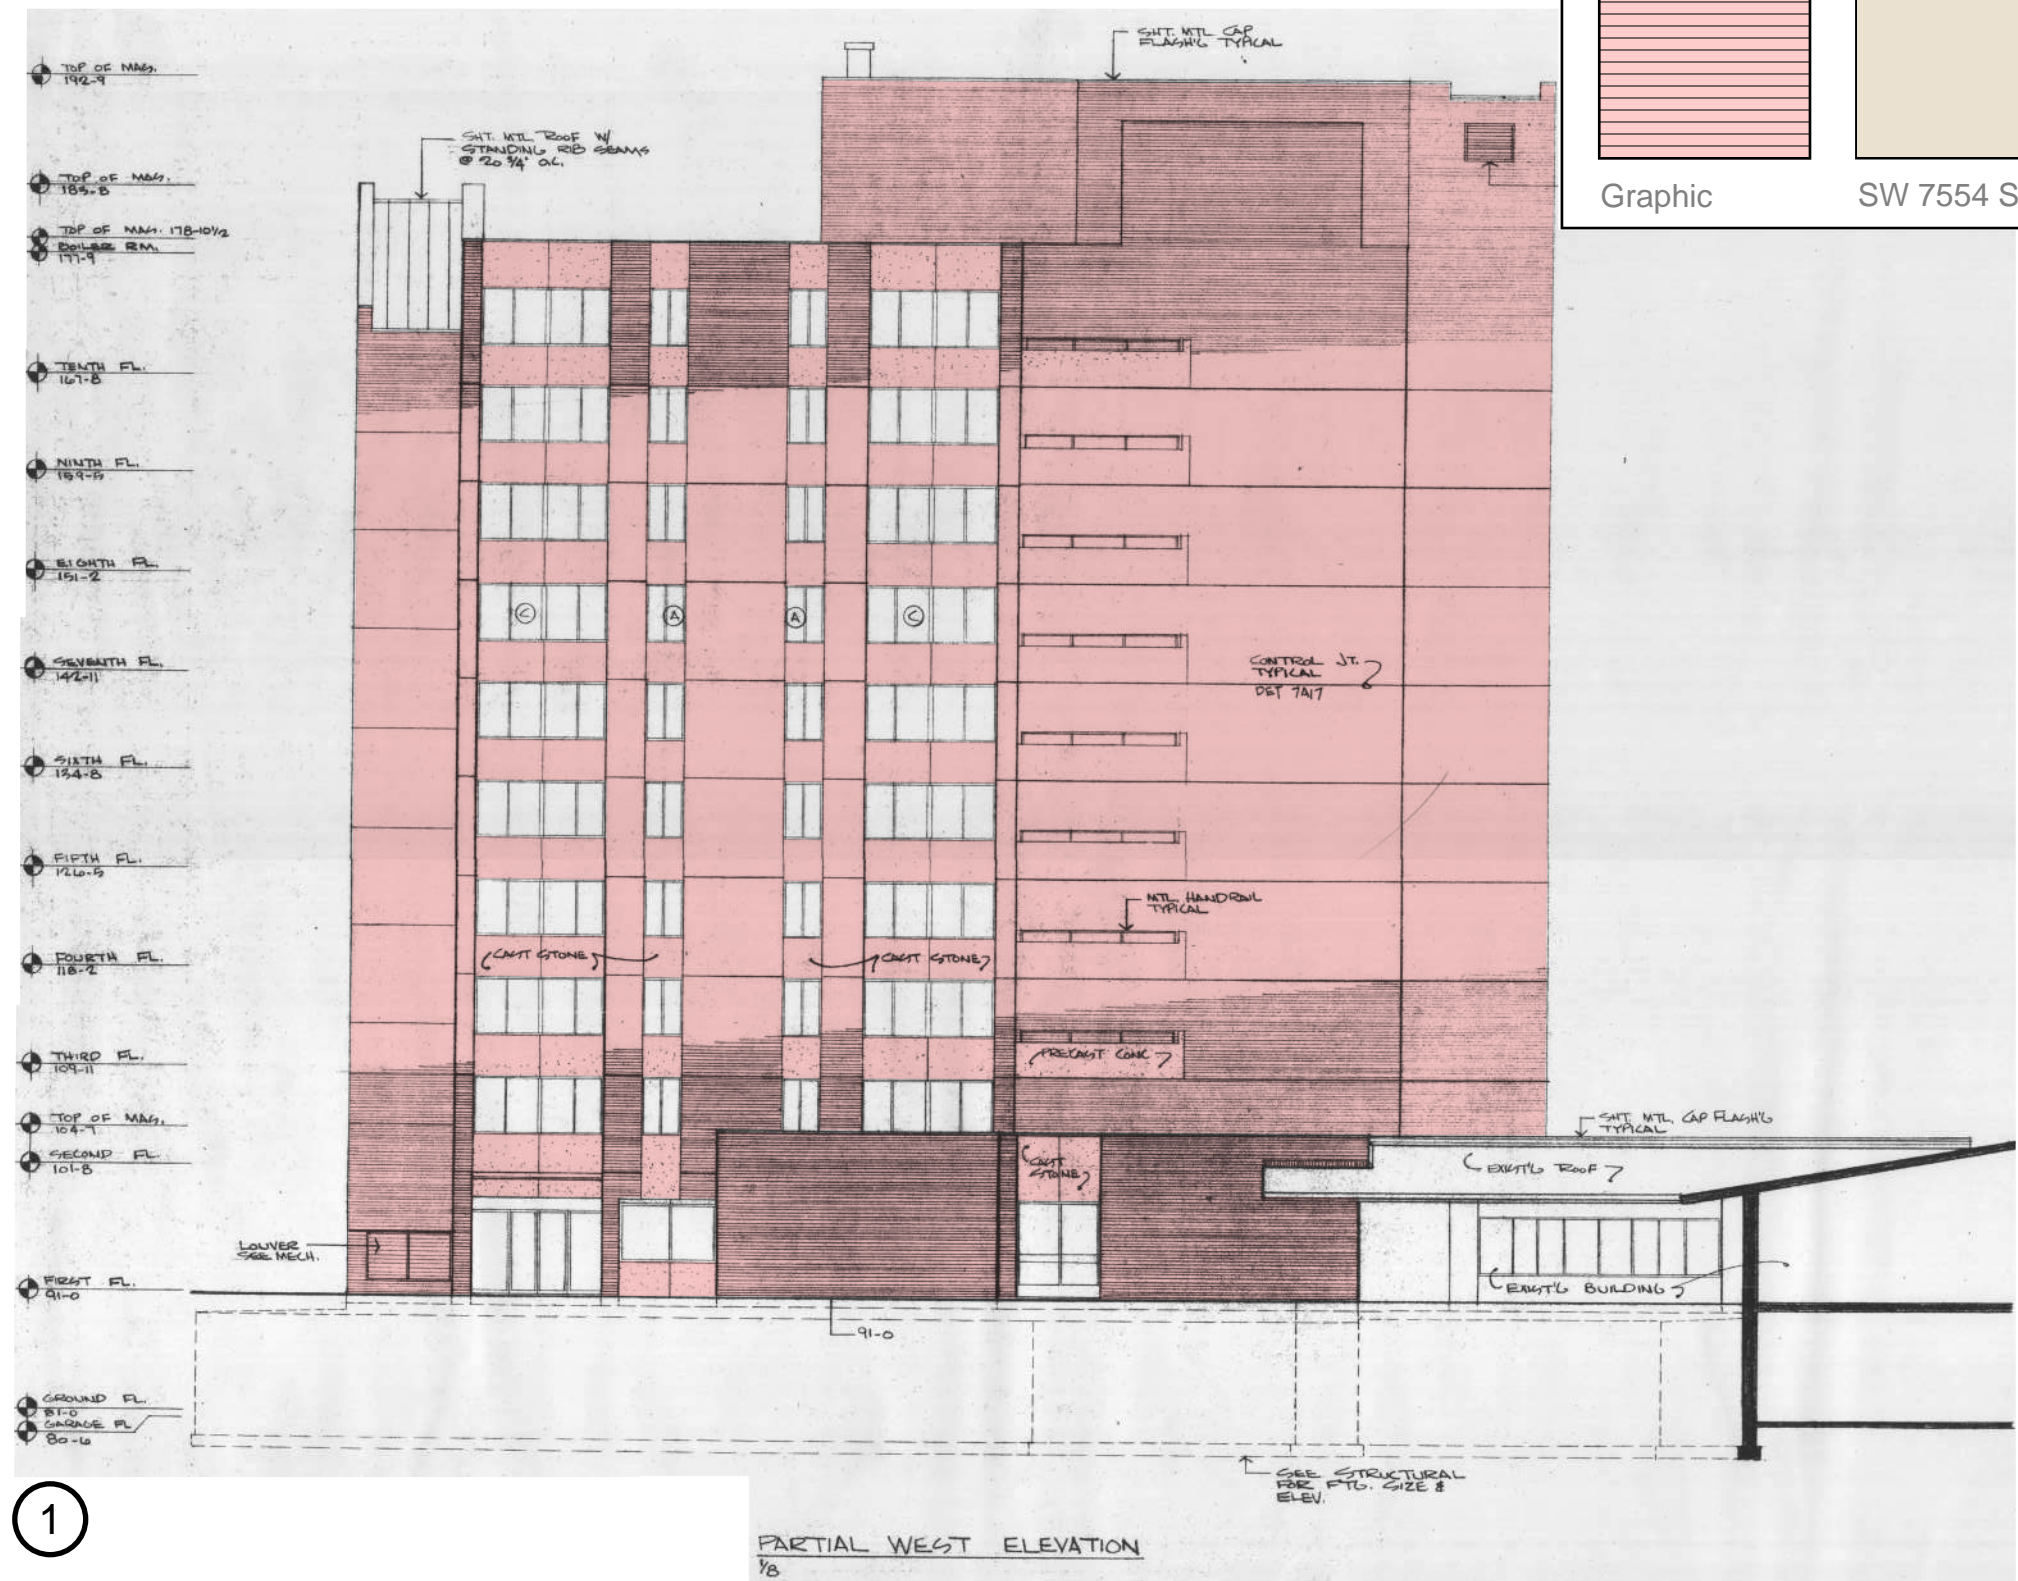 SHT. MTL CAP
FLASH'G TYPICAL
TOP OF MAS.
192-9
SHT. MTL ROOF W/
STANDING RIB SEAMS
@ 20 3/4" O.C.
TOP OF MAS.
183-8
Graphic
SW 7554 S
TOP OF MAS. 178-10½
BOILER RM.
177-9
TENTH FL.
167-8
NINTH FL.
159-5
EIGHTH FL.
151-2
C
A
A
C
SEVENTH FL.
142-11
CONTROL JT.
TYPICAL
DET 7A17
SIXTH FL.
134-8
FIFTH FL.
126-5
MTL. HANDRAIL
TYPICAL
FOURTH FL.
118-2
CAST STONE
CAST STONE
THIRD FL.
109-11
PRECAST CONC
TOP OF MAS.
104-7
SHT. MTL. CAP FLASH'G
TYPICAL
SECOND FL.
101-8
CAST
STONE
EXIST'G ROOF
LOUVER
SEE MECH.
FIRST FL.
91-0
EXIST'G BUILDING
91-0
GROUND FL.
81-0
GARAGE FL
80-6
SEE STRUCTURAL
FOR FTG. SIZE &
ELEV.
1
PARTIAL WEST ELEVATION
1/8